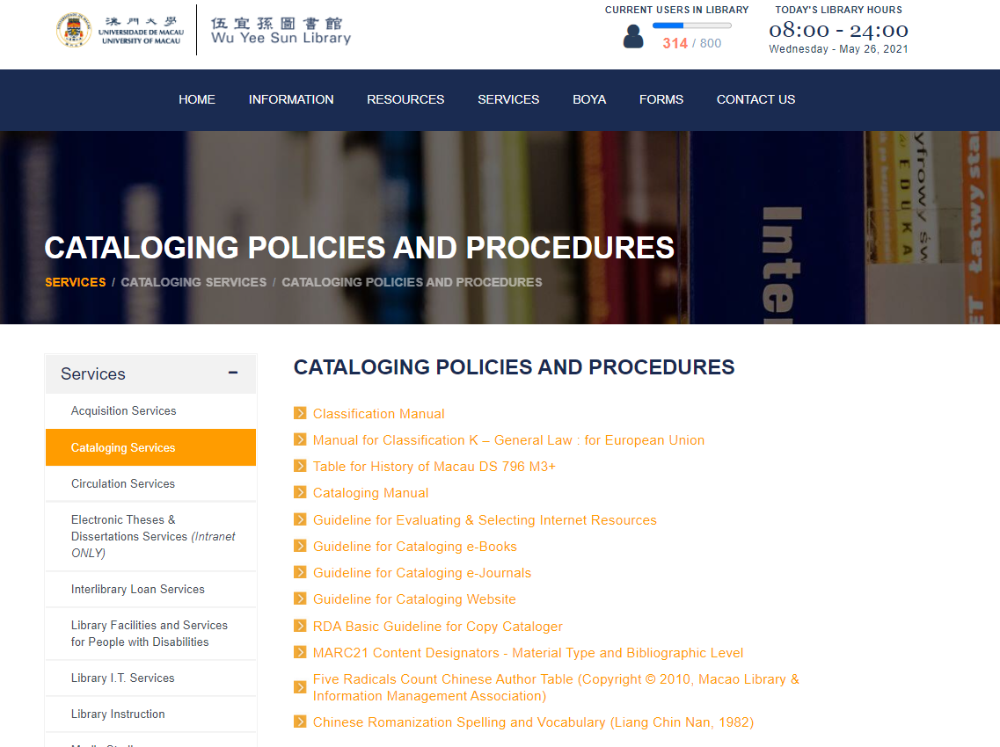 澳門大學
UNIVERSIDADE DE MACAU
UNIVERSITY OF MACAU
伍宜孫圖書館
Wu Yee Sun Library
CURRENT USERS IN LIBRARY
314 / 800
TODAY'S LIBRARY HOURS
08:00 - 24:00
Wednesday - May 26, 2021
HOME INFORMATION RESOURCES SERVICES BOYA FORMS CONTACT US
Inte
EDUKA
yfrowy św
Łatwy sta
CATALOGING POLICIES AND PROCEDURES
SERVICES / CATALOGING SERVICES / CATALOGING POLICIES AND PROCEDURES
Services
Acquisition Services
Cataloging Services
Circulation Services
Electronic Theses &
Dissertations Services (Intranet
ONLY)
Interlibrary Loan Services
Library Facilities and Services
for People with Disabilities
Library I.T. Services
Library Instruction
CATALOGING POLICIES AND PROCEDURES
Classification Manual
Manual for Classification K – General Law : for European Union
Table for History of Macau DS 796 M3+
Cataloging Manual
Guideline for Evaluating & Selecting Internet Resources
Guideline for Cataloging e-Books
Guideline for Cataloging e-Journals
Guideline for Cataloging Website
RDA Basic Guideline for Copy Cataloger
MARC21 Content Designators - Material Type and Bibliographic Level
Five Radicals Count Chinese Author Table (Copyright © 2010, Macao Library &
Information Management Association)
Chinese Romanization Spelling and Vocabulary (Liang Chin Nan, 1982)